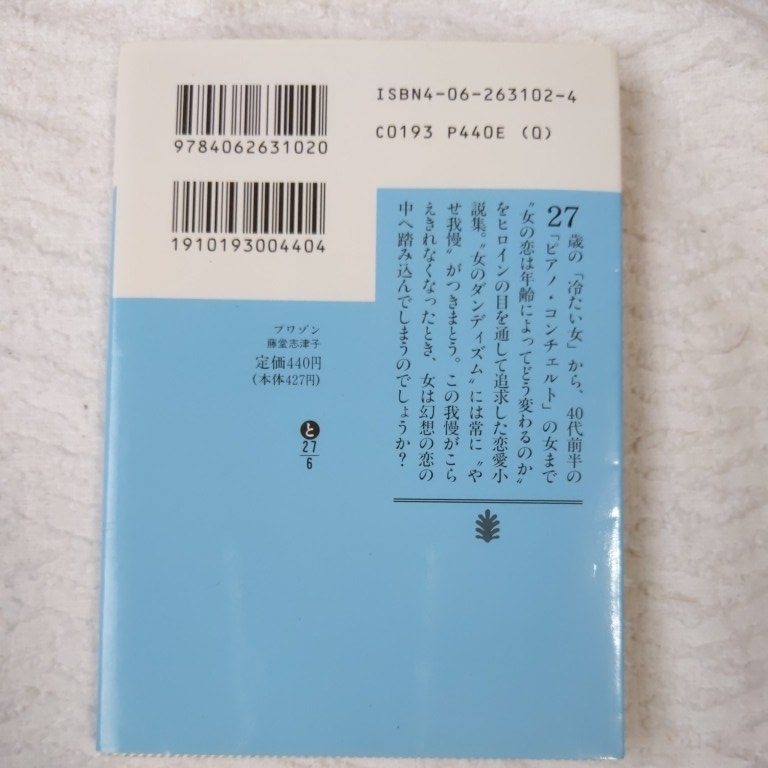 9784062631020
1910193004404
ISBN4-06-263102-4
C0193 P440E (0)
27歳の「冷たい女」から、40代前半の
「ピアノ・コンチェルト」の女まで
〝女の恋は年齢によってどう変わるのか〟
をヒロインの目を通して追求した恋愛小
説集。〝女のダンディズム〟には常に〝や
せ我慢〟がつきまとう。この我慢がこら
えきれなくなったとき、女は幻想の恋の
中へ踏み込んでしまうのでしょうか？
プワゾン
藤堂志津子
定価440円
(本体427円)
と
27
6